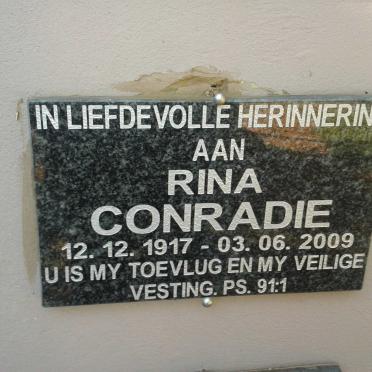 IN LIEFDEVOLLE HERINNERIN
AAN
RINA
CONRADIE
12. 12. 1917 - 03. 06. 2009
U IS MY TOEVLUG EN MY VEILIGE
VESTING. PS. 91:1